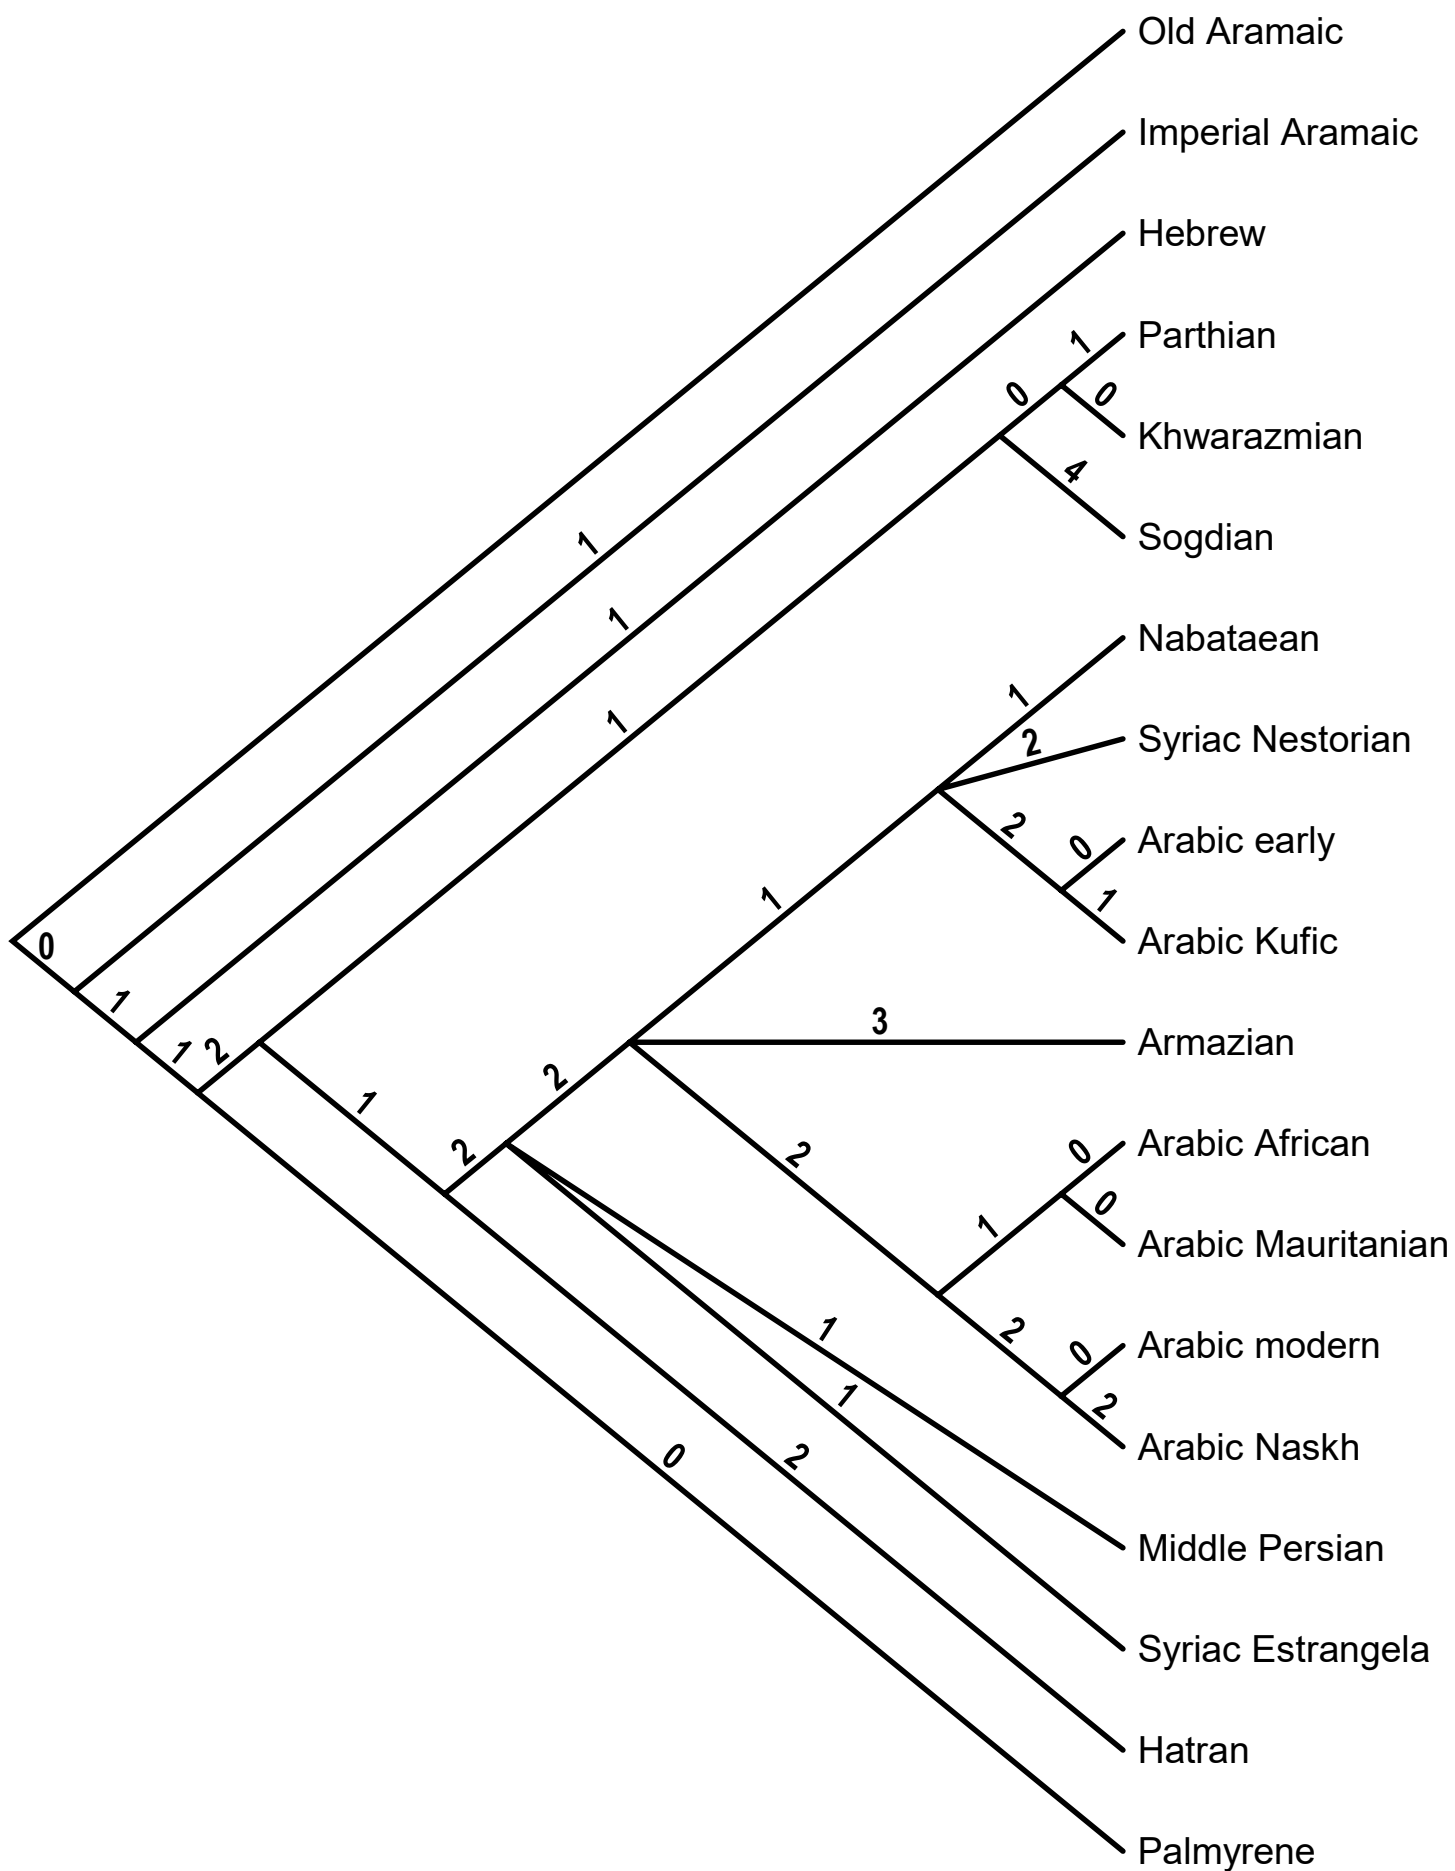 Old Aramaic
Imperial Aramaic
Hebrew
1
Parthian
0
0
Khwarazmian
4
Sogdian
1
1
Nabataean
1
1
2
Syriac Nestorian
2
0
Arabic early
1
1
Arabic Kufic
0
1
3
Armazian
1
2
2
1
2
2
0
Arabic African
0
1
Arabic Mauritanian
1
2
0
Arabic modern
1
2
Arabic Naskh
0
2
Middle Persian
Syriac Estrangela
Hatran
Palmyrene